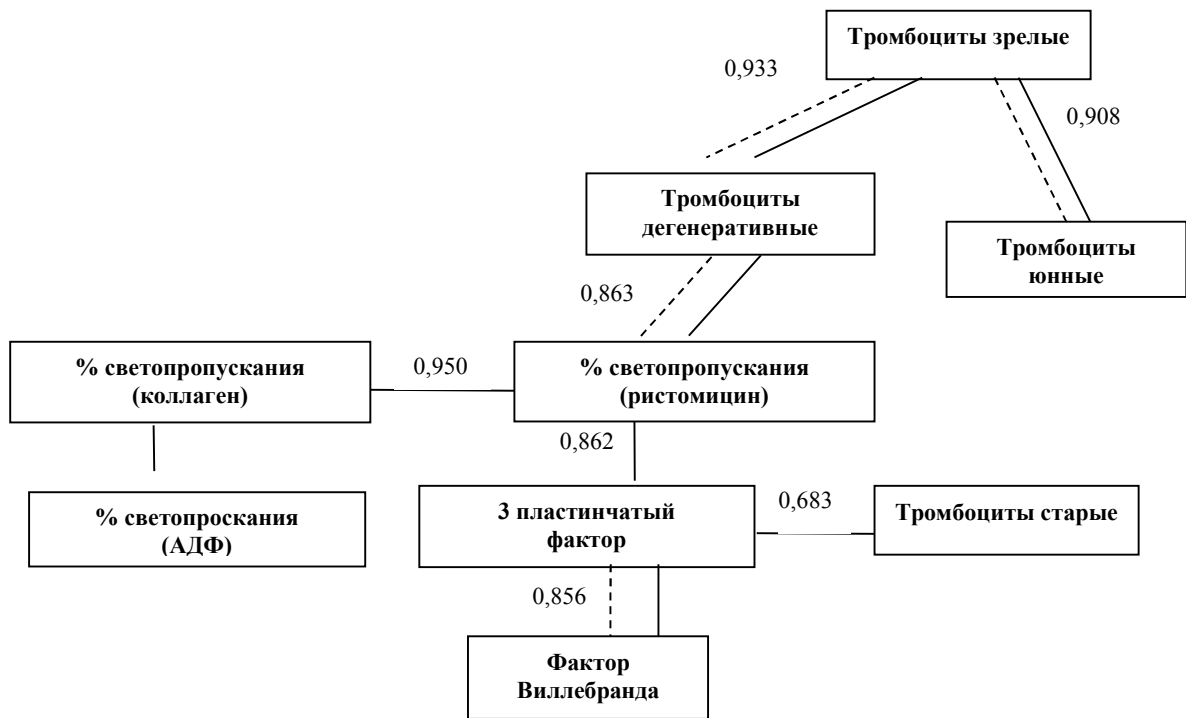 Тромбоциты зрелые
0,933
0,908
Тромбоциты
дегенеративные
Тромбоциты
юнные
0,863
% светопропускания
(коллаген)
0,950
% светопропускания
(ристомицин)
0,862
% светопроскания
(АДФ)
3 пластинчатый
фактор
0,683
Тромбоциты старые
0,856
Фактор
Виллебранда